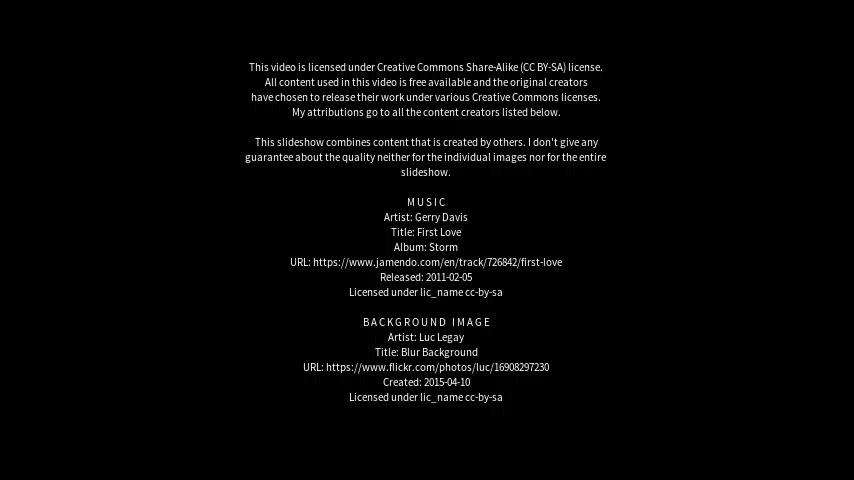 This video is licensed under Creative Commons Share-Alike (CC BY-SA) license.
All content used in this video is free available and the original creators
have chosen to release their work under various Creative Commons licenses.
My attributions go to all the content creators listed below.
This slideshow combines content that is created by others. I don't give any
guarantee about the quality neither for the individual images nor for the entire
slideshow.
MUSIC
Artist: Gerry Davis
Title: First Love
Album: Storm
URL: https://www.jamendo.com/en/track/726842/first-love
Released: 2011-02-05
Licensed under lic_name cc-by-sa
BACKGROUND IMAGE
Artist: Luc Legay
Title: Blur Background
URL: https://www.flickr.com/photos/luc/16908297230
Created: 2015-04-10
Licensed under lic_name cc-by-sa